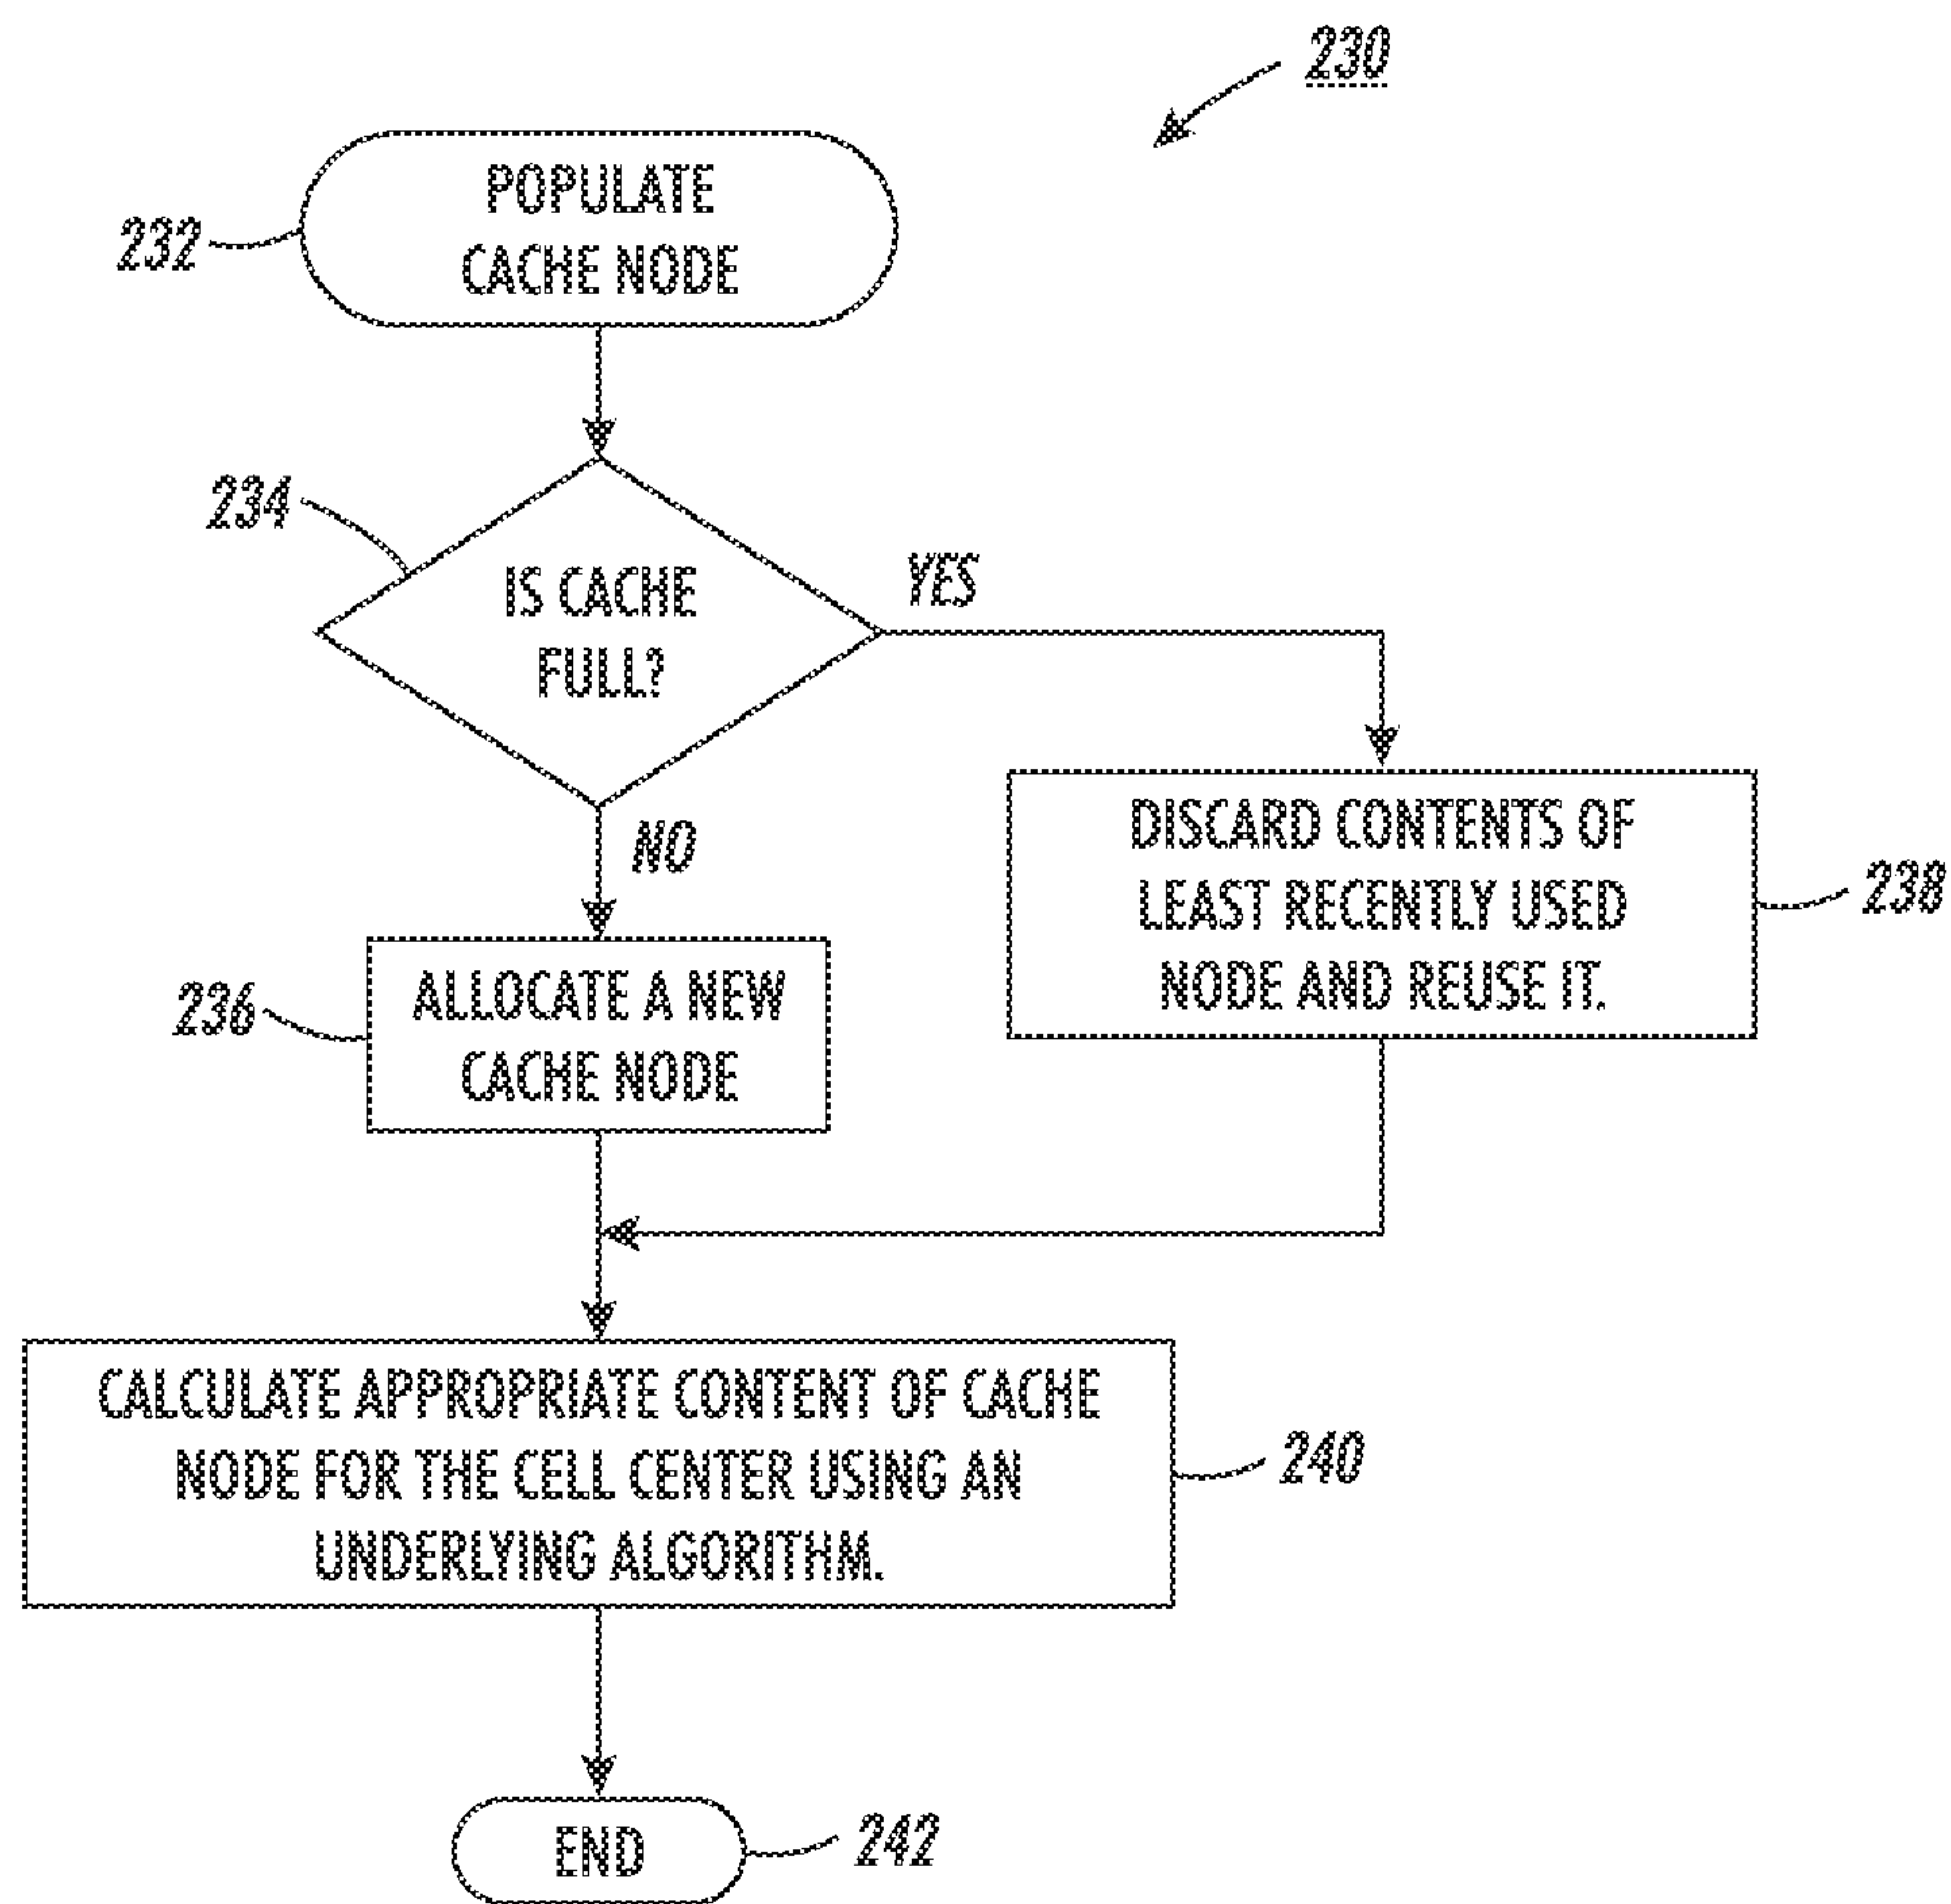 230
POPULATE
CACHE NODE
232
234
IS CACHE
FULL?
YES
NO
DISCARD CONTENTS OF
LEAST RECENTLY USED
NODE AND REUSE IT.
238
236
ALLOCATE A NEW
CACHE NODE
CALCULATE APPROPRIATE CONTENT OF CACHE
NODE FOR THE CELL CENTER USING AN
UNDERLYING ALGORITHM.
240
END
242